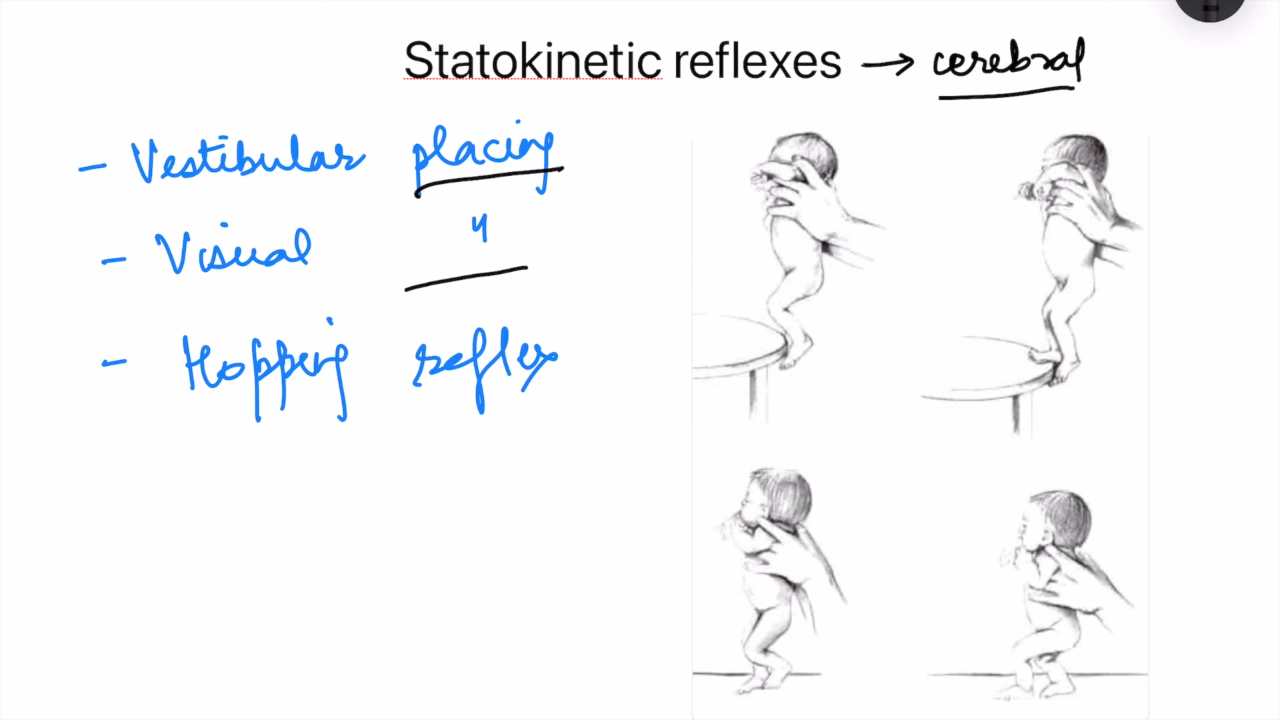 Statokinetic reflexes → cerebral
- Vestibular placing
- Visual "
- Hopping reflex